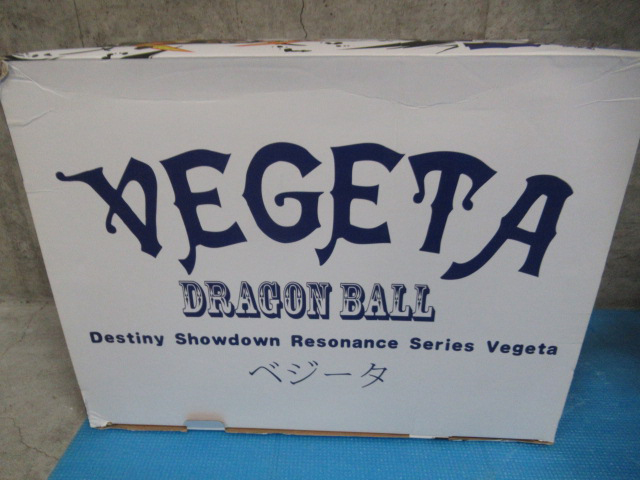 VEGETA
DRAGON BALL
Destiny Showdown Resonance Series Vegeta
ベジータ